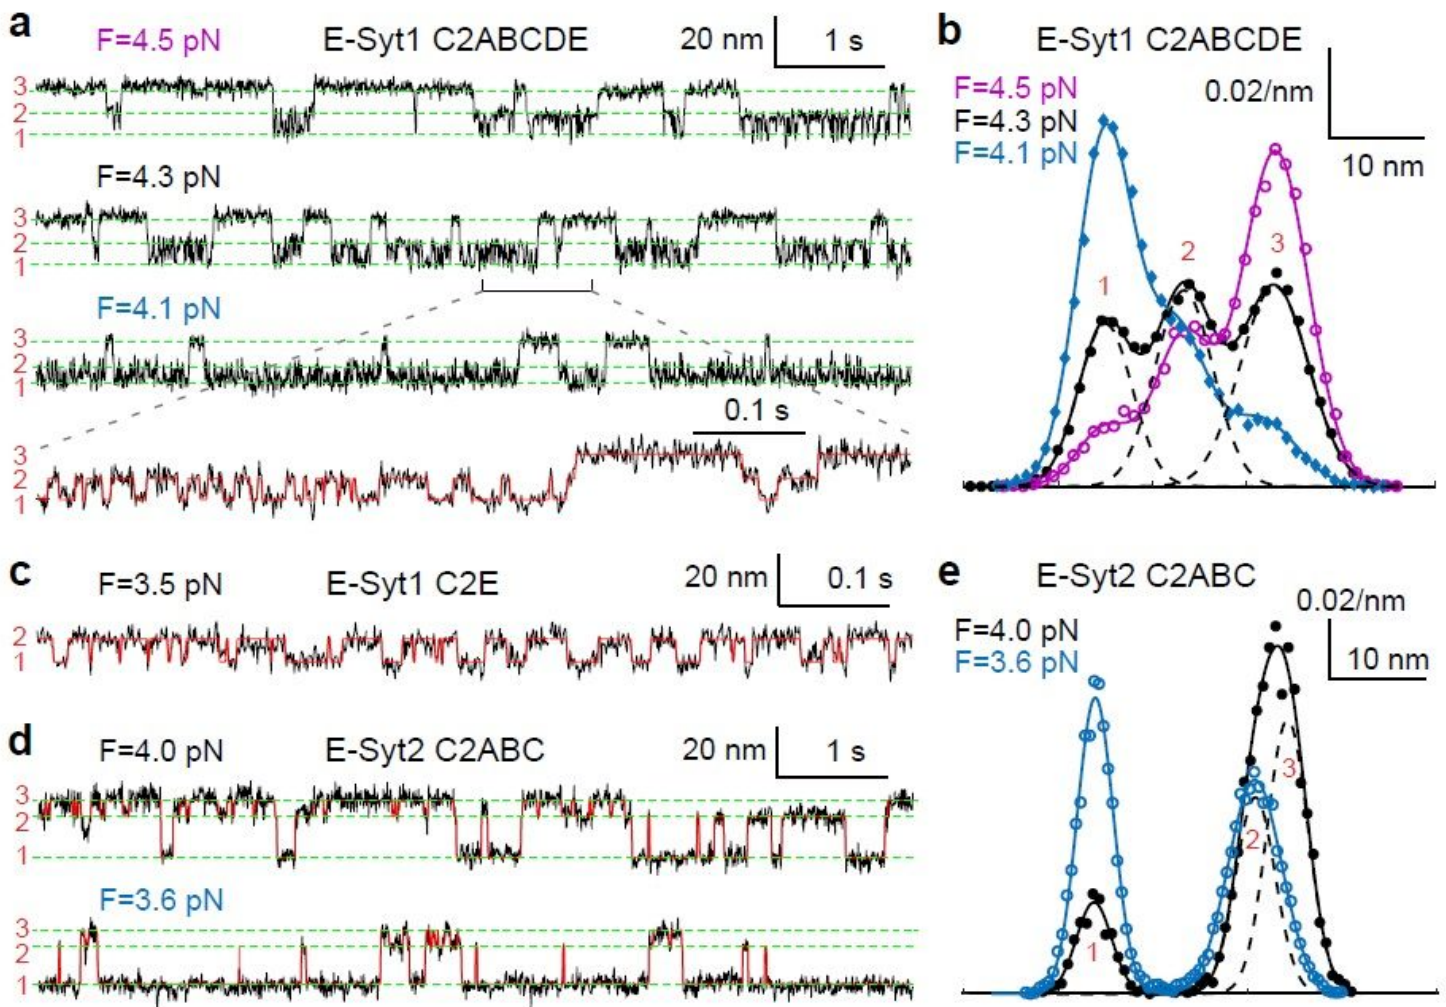 a
F=4.5 pN
E-Syt1 C2ABCDE
20 nm
1 s
3
2
1
F=4.3 pN
3
2
1
F=4.1 pN
3
2
1
0.1 s
3
2
1
b
E-Syt1 C2ABCDE
F=4.5 pN
F=4.3 pN
F=4.1 pN
0.02/nm
10 nm
1
2
3
c
F=3.5 pN
E-Syt1 C2E
20 nm
0.1 s
2
1
d
F=4.0 pN
E-Syt2 C2ABC
20 nm
1 s
3
2
1
F=3.6 pN
3
2
1
e
E-Syt2 C2ABC
F=4.0 pN
F=3.6 pN
0.02/nm
10 nm
1
2
3